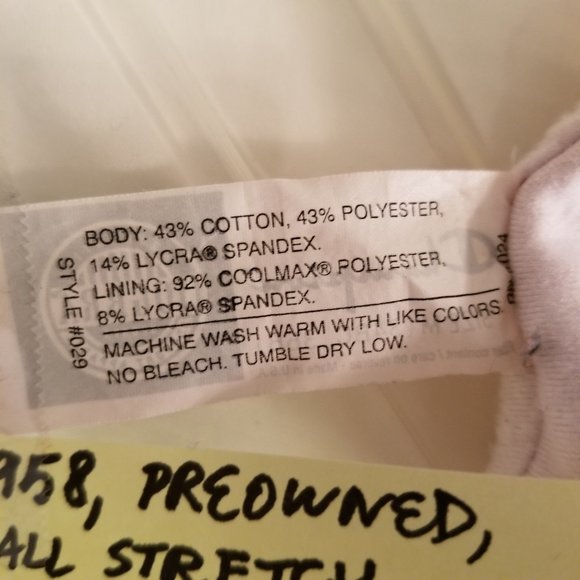 BODY: 43% COTTON, 43% POLYESTER,
14% LYCRA® SPANDEX.
LINING: 92% COOLMAX® POLYESTER,
8% LYCRA® SPANDEX.
MACHINE WASH WARM WITH LIKE COLORS.
NO BLEACH. TUMBLE DRY LOW.
STYLE #029
958, PREOWNED,
ALL STRETCH